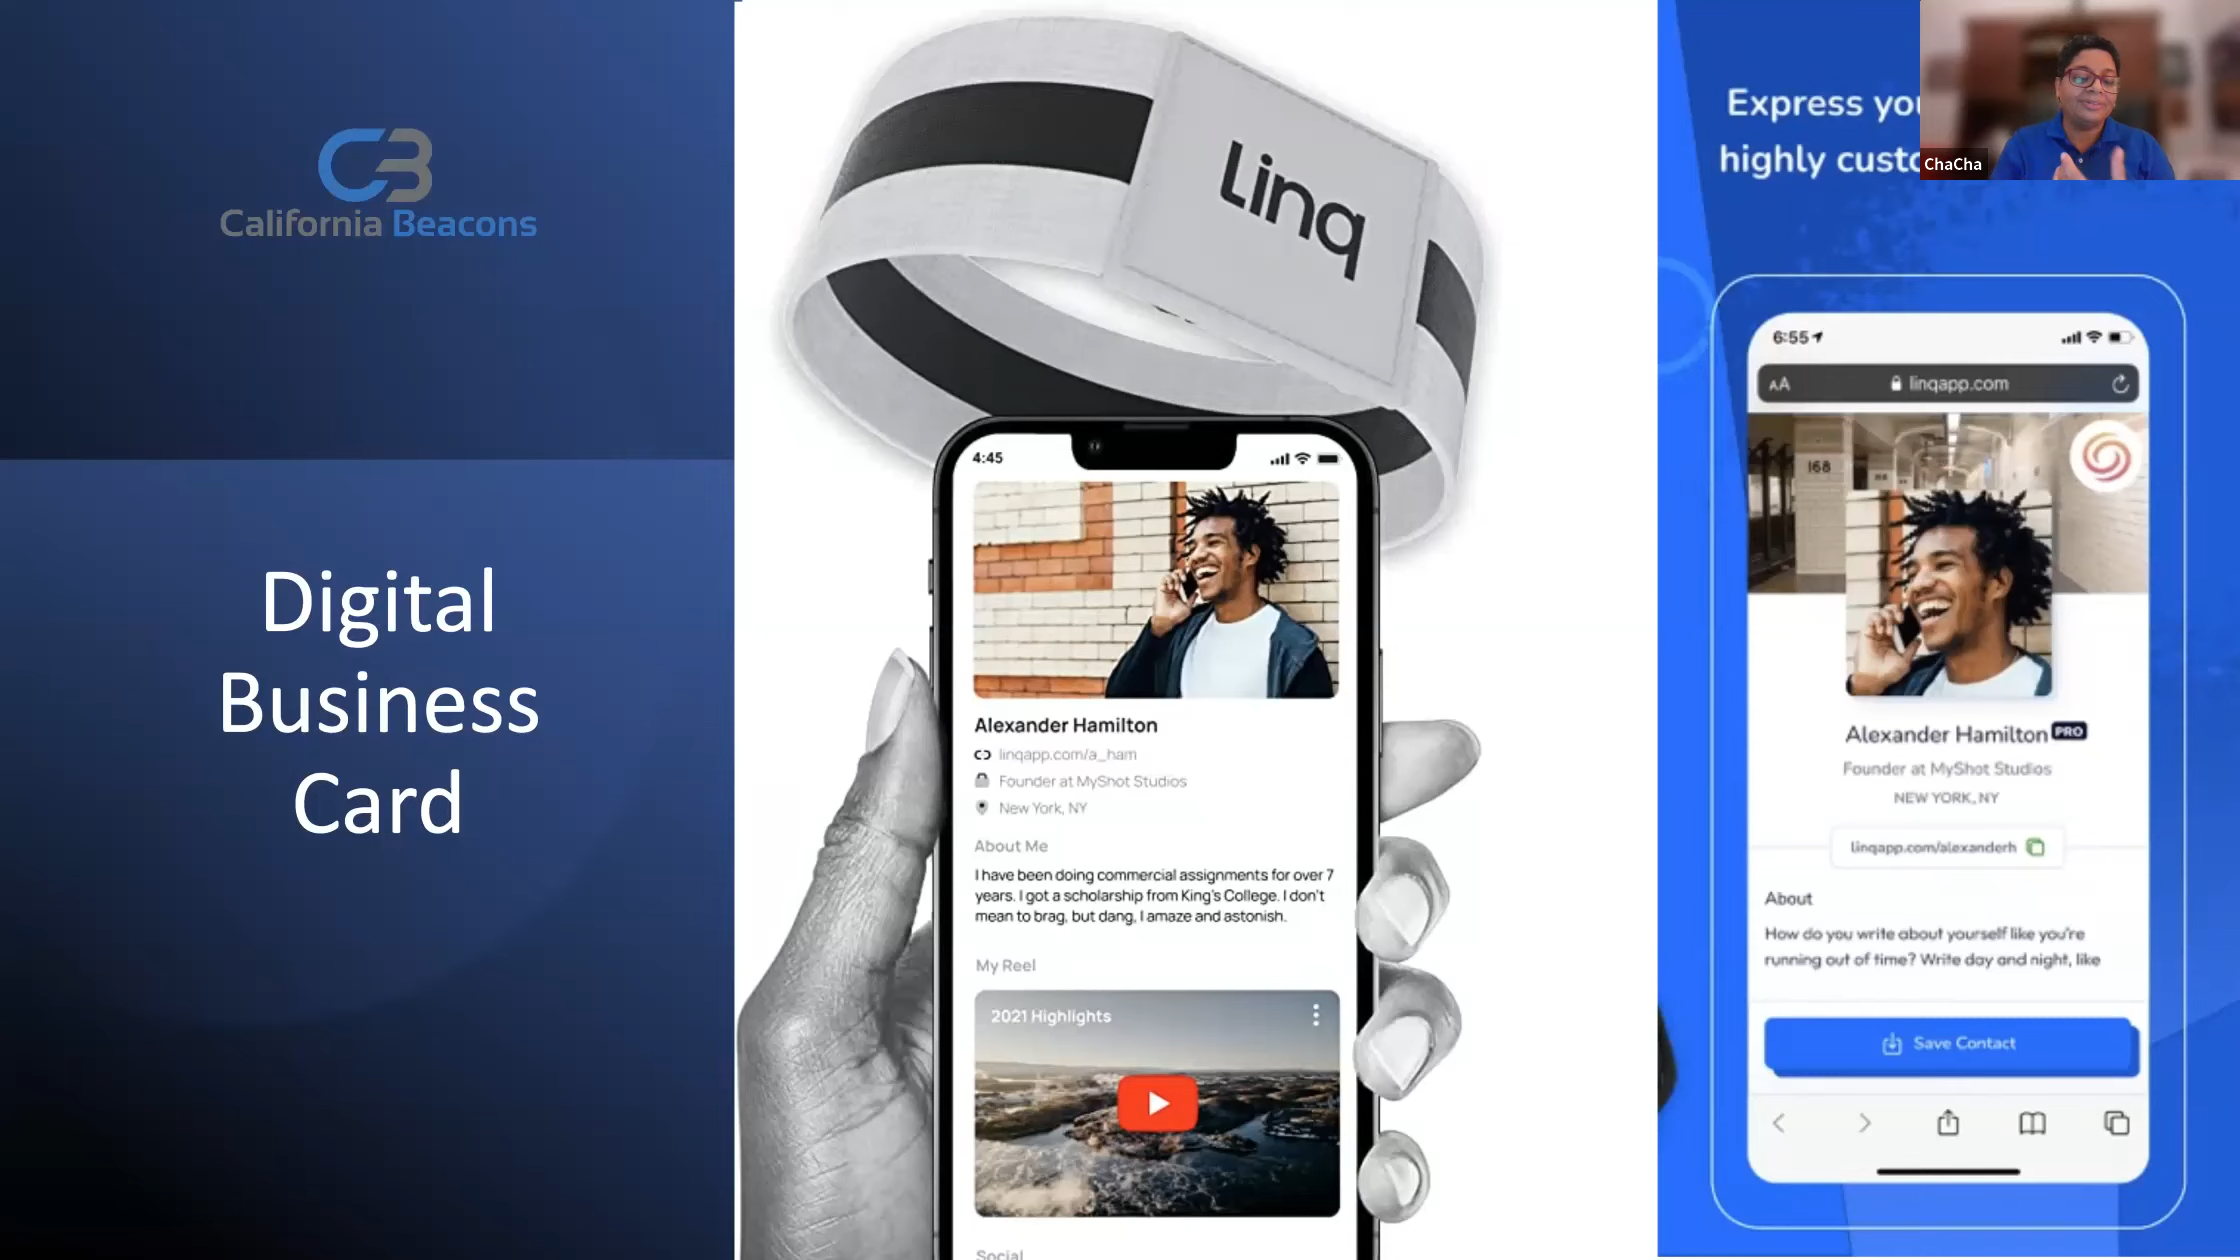 California Beacons
Digital
Business
Card
Linq
4:45
Alexander Hamilton
linqapp.com/a_ham
Founder at MyShot Studios
New York, NY
About Me
I have been doing commercial assignments for over 7
years. I got a scholarship from King's College. I don't
mean to brag, but dang, I amaze and astonish.
My Reel
2021 Highlights
Social
Express
highly
ChaCha
6:55
AA
linqapp.com
168
Alexander Hamilton PRO
Founder at MyShot Studios
NEW YORK, NY
linqapp.com/alexanderh
About
How do you write about yourself like you're
running out of time? Write day and night, like
Save Contact